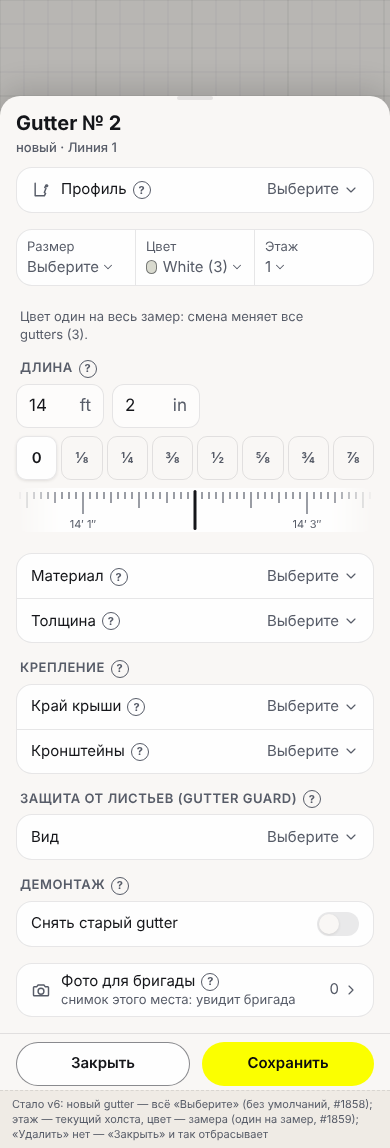 Gutter № 2
новый · Линия 1
Профиль ? Выберите
Размер Цвет Этаж
Выберите White (3) 1
Цвет один на весь замер: смена меняет все
gutters (3).
ДЛИНА ?
14 ft 2 in
0 ⅛ ¼ ⅜ ½ ⅝ ¾ ⅞
14′ 1″ 14′ 3″
Материал ? Выберите
Толщина ? Выберите
КРЕПЛЕНИЕ ?
Край крыши ? Выберите
Кронштейны ? Выберите
ЗАЩИТА ОТ ЛИСТЬЕВ (GUTTER GUARD) ?
Вид Выберите
ДЕМОНТАЖ ?
Снять старый gutter
Фото для бригады ? 0
снимок этого места: увидит бригада
Закрыть Сохранить
Стало v6: новый gutter — всё «Выберите» (без умолчаний, #1858);
этаж — текущий холста, цвет — замера (один на замер, #1859);
«Удалить» нет — «Закрыть» и так отбрасывает